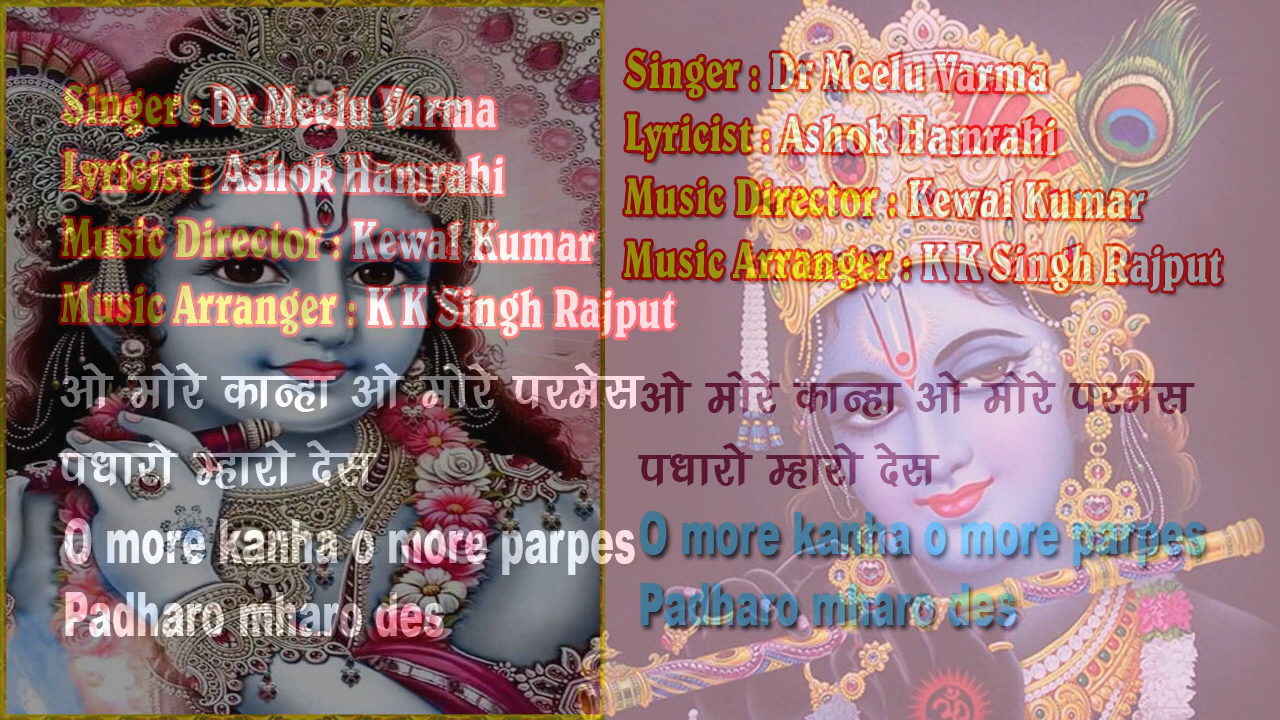 Singer : Dr Meelu Varma
Lyricist : Ashok Hamrahi
Music Director : Kewal Kumar
Music Arranger : K K Singh Rajput
ओ मोरे कान्हा ओ मोरे परमेस
पधारो म्हारो देस
O more kanha o more parpes
Padharo mharo des
Singer : Dr Meelu Varma
Lyricist : Ashok Hamrahi
Music Director : Kewal Kumar
Music Arranger : K K Singh Rajput
ओ मोरे कान्हा ओ मोरे परमेस
पधारो म्हारो देस
O more kanha o more parpes
Padharo mharo des
ॐ